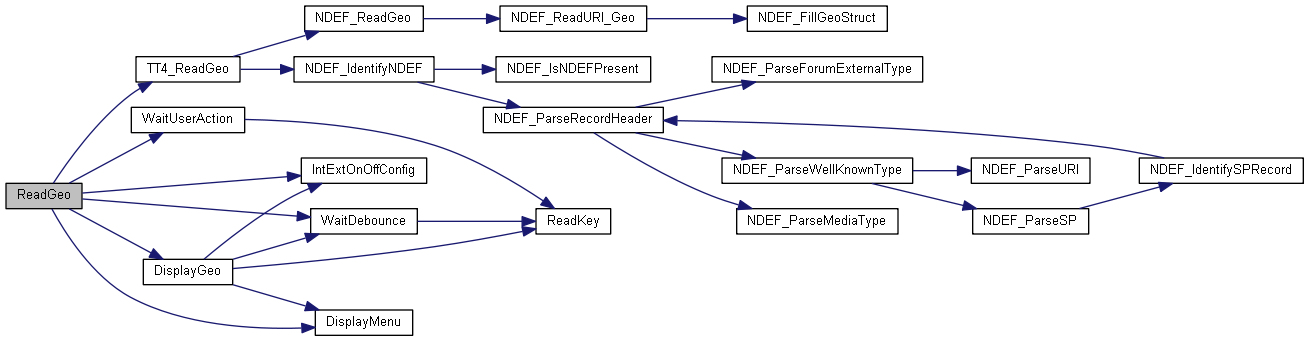 NDEF_ReadGeo
NDEF_ReadURI_Geo
NDEF_FillGeoStruct
TT4_ReadGeo
NDEF_IdentifyNDEF
NDEF_IsNDEFPresent
NDEF_ParseForumExternalType
WaitUserAction
NDEF_ParseRecordHeader
IntExtOnOffConfig
NDEF_ParseWellKnownType
NDEF_ParseURI
NDEF_IdentifySPRecord
ReadGeo
WaitDebounce
ReadKey
NDEF_ParseMediaType
NDEF_ParseSP
DisplayGeo
DisplayMenu